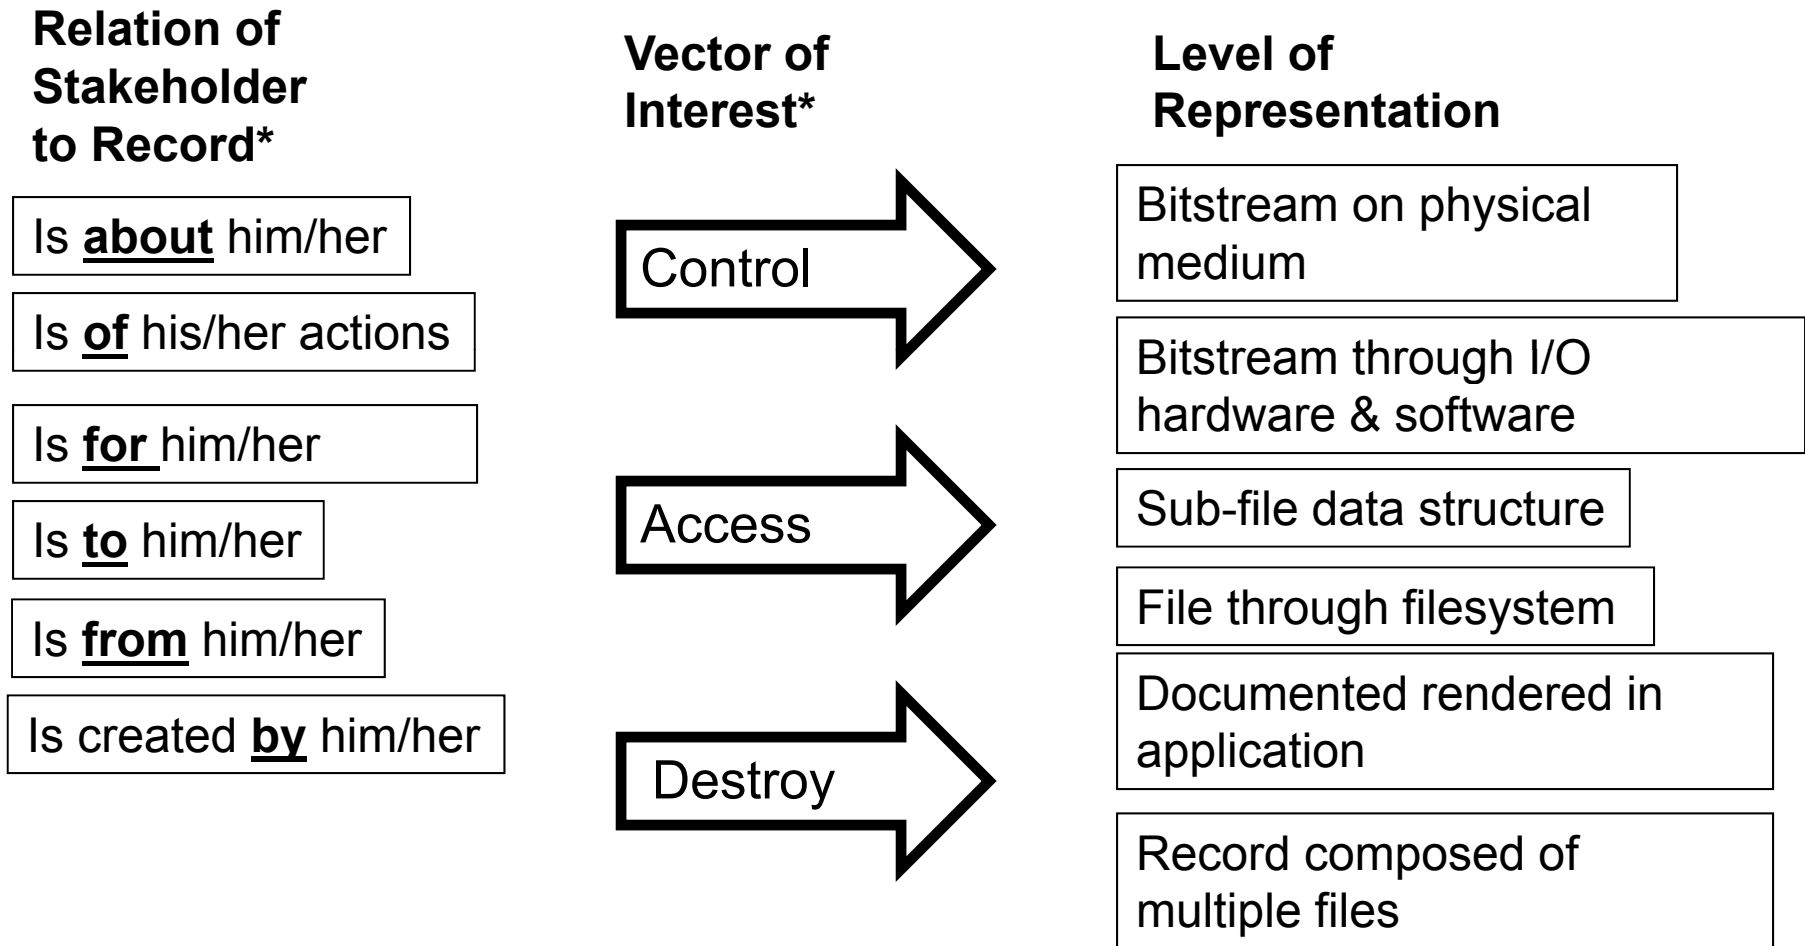 Relation of
Stakeholder
to Record*
Is about him/her
Is of his/her actions
Is for him/her
Is to him/her
Is from him/her
Is created by him/her
Vector of
Interest*
Control
Access
Destroy
Level of
Representation
Bitstream on physical
medium
Bitstream through I/O
hardware & software
Sub-file data structure
File through filesystem
Documented rendered in
application
Record composed of
multiple files